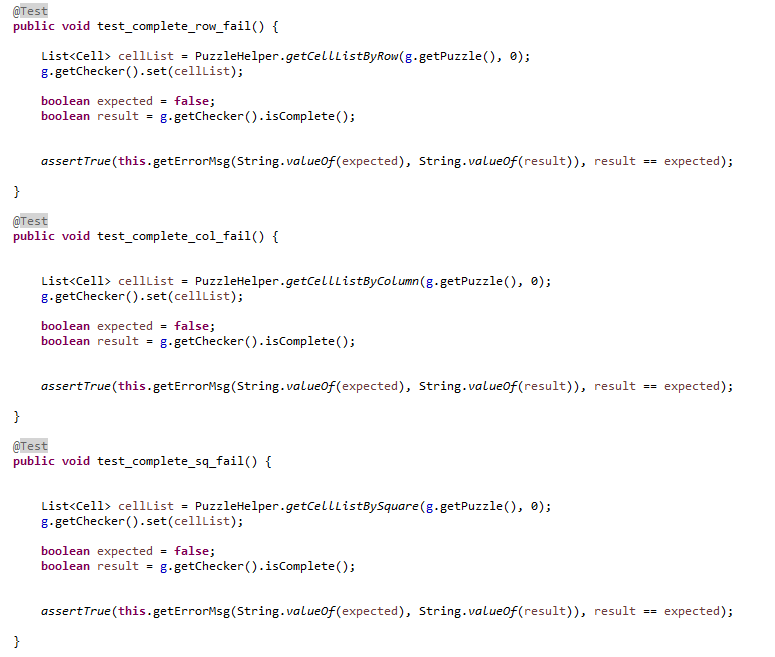 @Test
public void test_complete_row_fail() {
List<Cell> cellList = PuzzleHelper.getCellListByRow(g.getPuzzle(), 0);
g.getChecker().set(cellList);
boolean expected = false;
boolean result = g.getChecker().isComplete();
assertTrue(this.getErrorMsg(String.valueOf(expected), String.valueOf(result)), result == expected);
}
@Test
public void test_complete_col_fail() {
List<Cell> cellList = PuzzleHelper.getCellListByColumn(g.getPuzzle(), 0);
g.getChecker().set(cellList);
boolean expected = false;
boolean result = g.getChecker().isComplete();
assertTrue(this.getErrorMsg(String.valueOf(expected), String.valueOf(result)), result == expected);
}
@Test
public void test_complete_sq_fail() {
List<Cell> cellList = PuzzleHelper.getCellListBySquare(g.getPuzzle(), 0);
g.getChecker().set(cellList);
boolean expected = false;
boolean result = g.getChecker().isComplete();
assertTrue(this.getErrorMsg(String.valueOf(expected), String.valueOf(result)), result == expected);
}